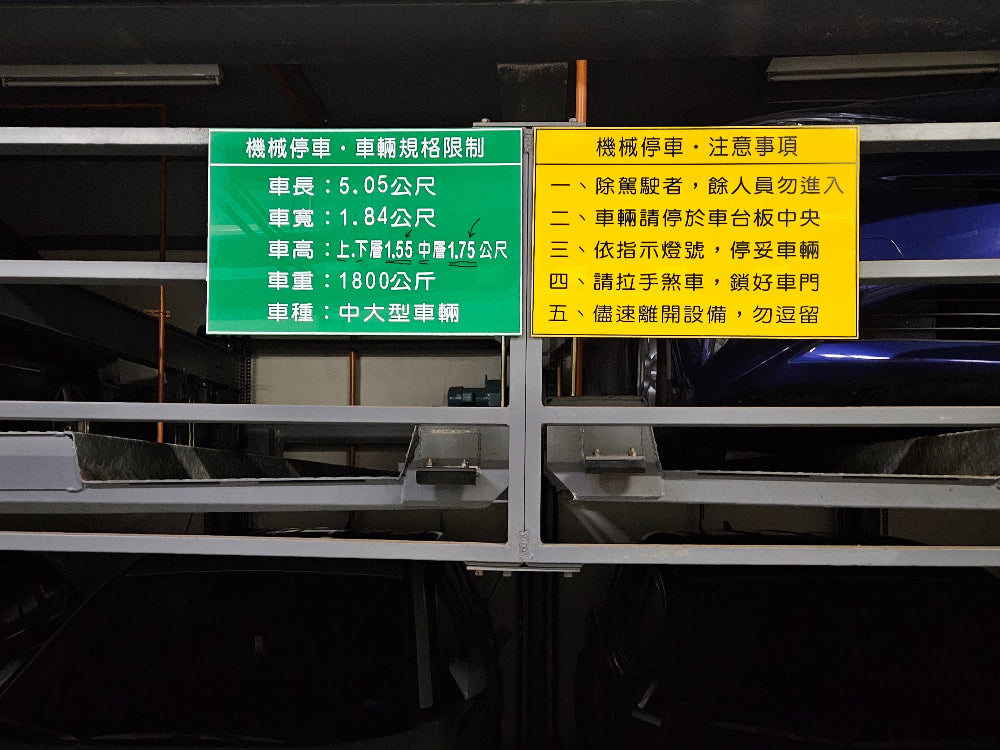 機械停車·車輛規格限制
車長：5.05公尺
車寬：1.84公尺
車高：上.下層1.55中層1.75公尺
車重：1800公斤
車種：中大型車輛
機械停車·注意事項
一、除駕駛者，餘人員勿進入
二、車輛請停於車台板中央
三、依指示燈號，停妥車輛
四、請拉手煞車，鎖好車門
五、儘速離開設備，勿逗留